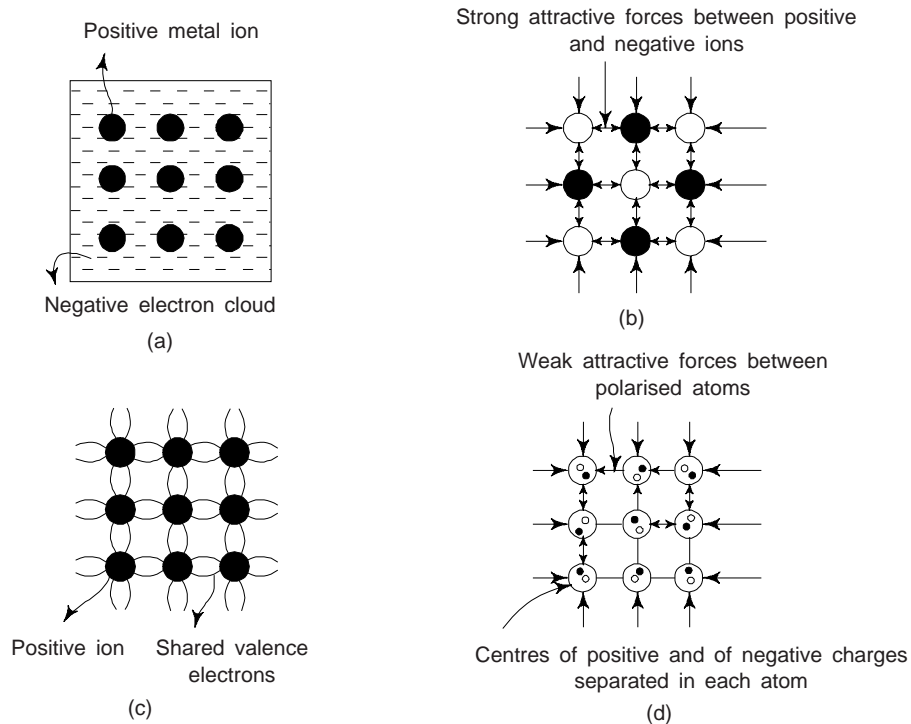 Positive metal ion
Negative electron cloud
(a)
Strong attractive forces between positive
and negative ions
(b)
Positive ion
Shared valence
electrons
(c)
Weak attractive forces between
polarised atoms
Centres of positive and of negative charges
separated in each atom
(d)